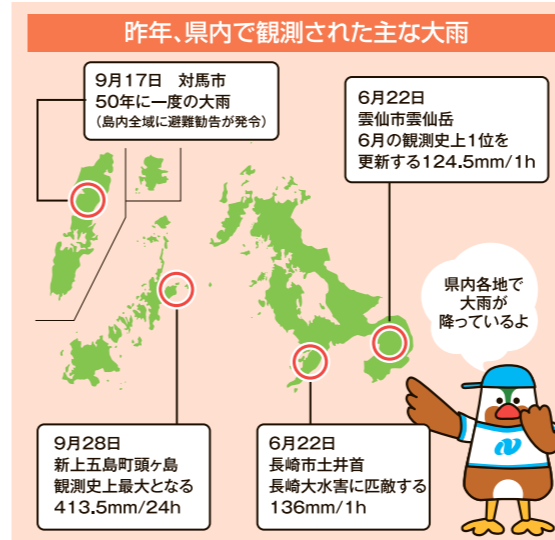 昨年、県内で観測された主な大雨
9月17日　対馬市
50年に一度の大雨
（島内全域に避難勧告が発令）
6月22日
雲仙市雲仙岳
6月の観測史上1位を
更新する124.5mm/1h
県内各地で
大雨が
降っているよ
9月28日
新上五島町頭ヶ島
観測史上最大となる
413.5mm/24h
6月22日
長崎市土井首
長崎大水害に匹敵する
136mm/1h